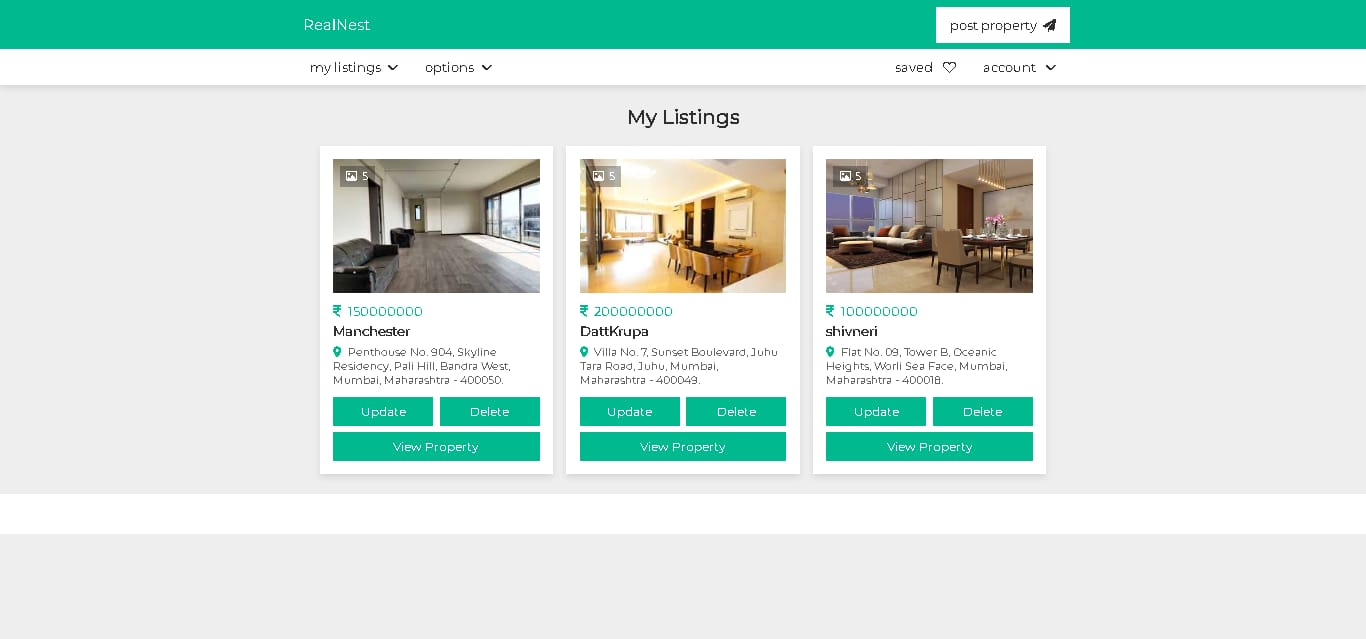 RealNest
post property
my listings
options
saved
account
My Listings
5
₹ 150000000
Manchester
Penthouse No. 904, Skyline
Residency, Pali Hill, Bandra West,
Mumbai, Maharashtra - 400050.
Update
Delete
View Property
5
₹ 200000000
DattKrupa
Villa No. 7, Sunset Boulevard, Juhu
Tara Road, Juhu, Mumbai,
Maharashtra - 400049.
Update
Delete
View Property
5
₹ 100000000
shivneri
Flat No. 09, Tower B, Oceanic
Heights, Worli Sea Face, Mumbai,
Maharashtra - 400018.
Update
Delete
View Property